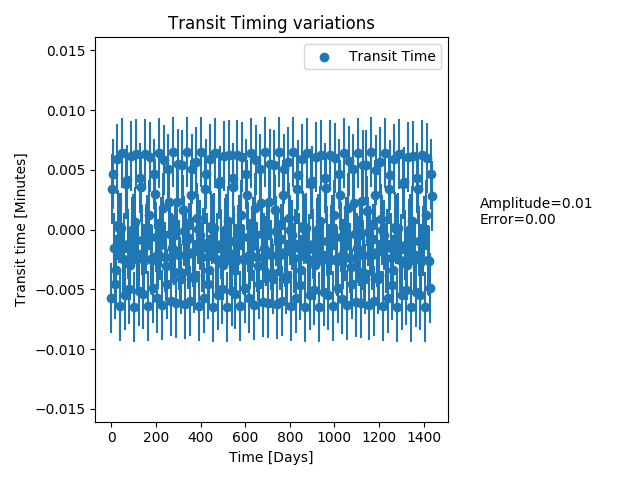 Transit Timing variations
Transit Time
0.015
0.010
0.005
0.000
−0.005
−0.010
−0.015
Transit time [Minutes]
Amplitude=0.01
Error=0.00
0 200 400 600 800 1000 1200 1400
Time [Days]